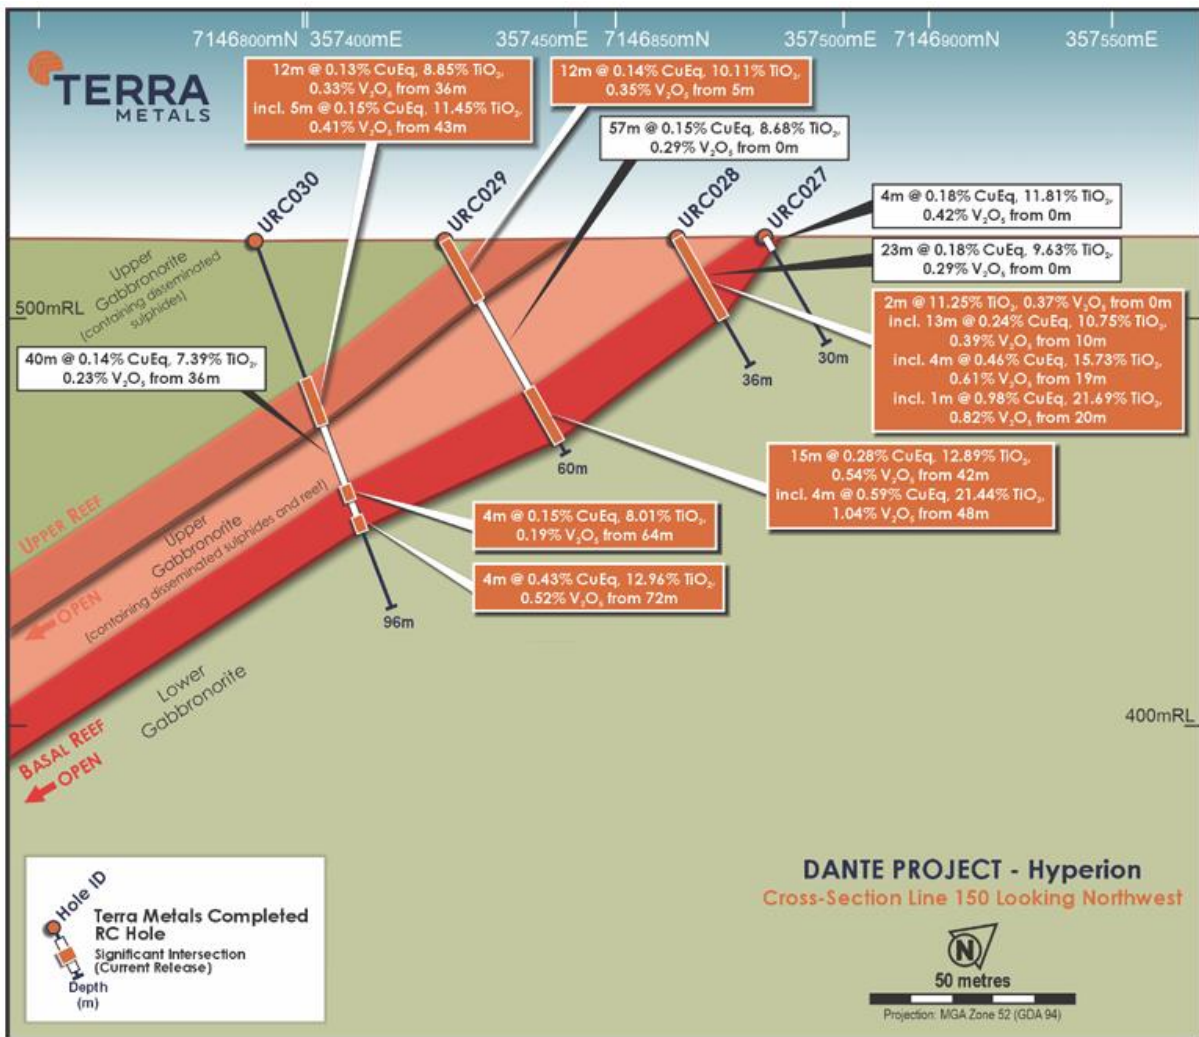 7146800mN 357400mE 357450mE 7146850mN 357500mE 7146900mN 357550mE
TERRA
METALS
12m @ 0.13% CuEq, 8.85% TiO₂,
0.33% V₂O₅ from 36m
incl. 5m @ 0.15% CuEq, 11.45% TiO₂,
0.41% V₂O₅ from 43m
12m @ 0.14% CuEq, 10.11% TiO₂,
0.35% V₂O₅ from 5m
57m @ 0.15% CuEq, 8.68% TiO₂,
0.29% V₂O₅ from 0m
URC030
URC029
URC028
URC027
4m @ 0.18% CuEq, 11.81% TiO₂,
0.42% V₂O₅ from 0m
23m @ 0.18% CuEq, 9.63% TiO₂,
0.29% V₂O₅ from 0m
2m @ 11.25% TiO₂, 0.37% V₂O₅ from 0m
incl. 13m @ 0.24% CuEq, 10.75% TiO₂,
0.39% from 10m
incl. 4m @ 0.46% CuEq, 15.73% TiO₂,
0.61% V₂O₅ from 19m
incl. 1m @ 0.98% CuEq, 21.69% TiO₂,
0.82% V₂O₅ from 20m
Upper
Gabbronorite
(containing disseminated
sulphides)
500mRL
40m @ 0.14% CuEq, 7.39% TiO₂,
0.23% V₂O₅ from 36m
30m
36m
60m
15m @ 0.28% CuEq, 12.89% TiO₂,
0.54% V₂O₅ from 42m
incl. 4m @ 0.59% CuEq, 21.44% TiO₂,
1.04% V₂O₅ from 48m
4m @ 0.15% CuEq, 8.01% TiO₂,
0.19% V₂O₅ from 64m
4m @ 0.43% CuEq, 12.96% TiO₂,
0.52% V₂O₅ from 72m
96m
UPPER REEF
OPEN
Upper
Gabbronorite
(containing disseminated sulphides and reef)
Lower
Gabbronorite
400mRL
BASAL REEF
OPEN
Hole ID
Terra Metals Completed
RC Hole
Significant Intersection
(Current Release)
Depth
(m)
DANTE PROJECT - Hyperion
Cross-Section Line 150 Looking Northwest
N
50 metres
Projection: MGA Zone 52 (GDA 94)